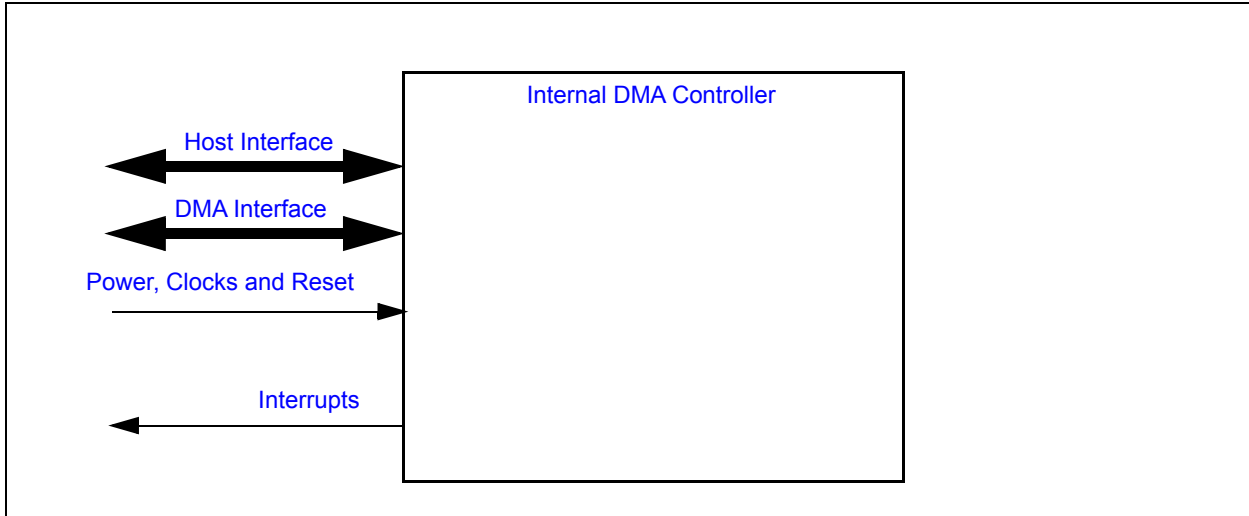 Internal DMA Controller
Host Interface
DMA Interface
Power, Clocks and Reset
Interrupts